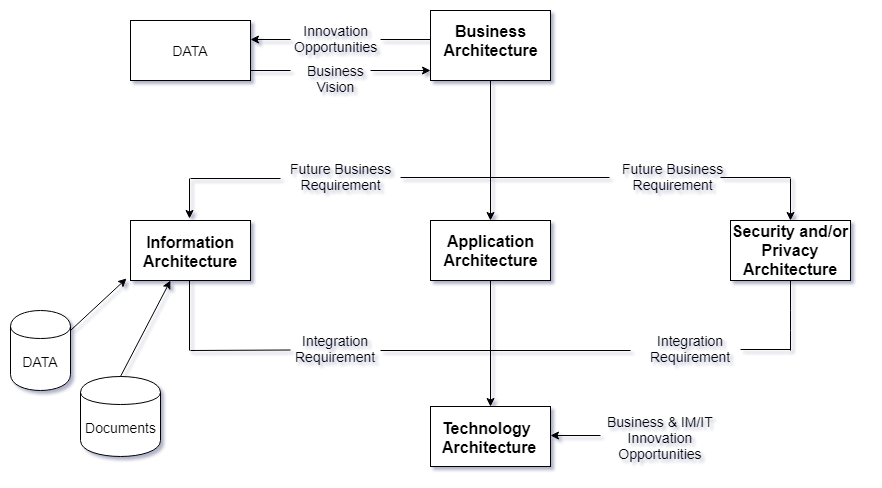 DATA
Innovation
Opportunities
Business
Vision
Business
Architecture
Future Business
Requirement
Future Business
Requirement
Information
Architecture
Application
Architecture
Security and/or
Privacy
Architecture
DATA
Documents
Integration
Requirement
Integration
Requirement
Technology
Architecture
Business & IM/IT
Innovation
Opportunities